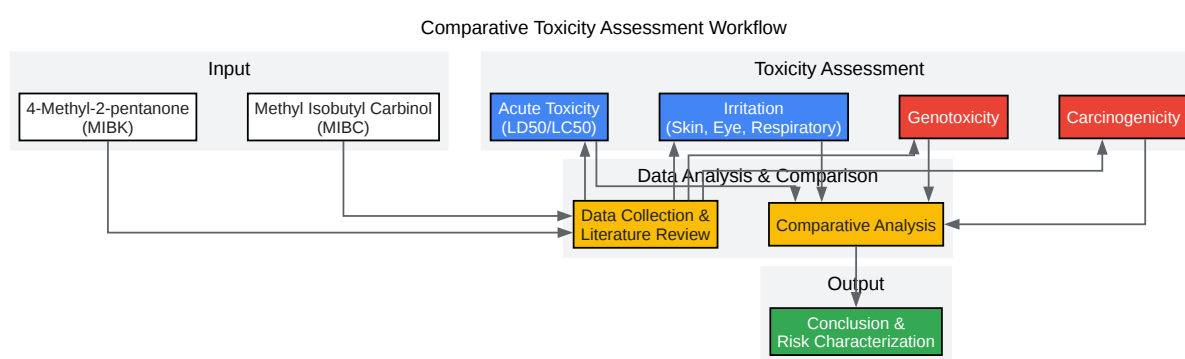 Comparative Toxicity Assessment Workflow
Input
Toxicity Assessment
4-Methyl-2-pentanone
(MIBK)
Methyl Isobutyl Carbinol
(MIBC)
Acute Toxicity
(LD50/LC50)
Irritation
(Skin, Eye, Respiratory)
Genotoxicity
Carcinogenicity
Data Analysis & Comparison
Data Collection &
Literature Review
Comparative Analysis
Output
Conclusion &
Risk Characterization